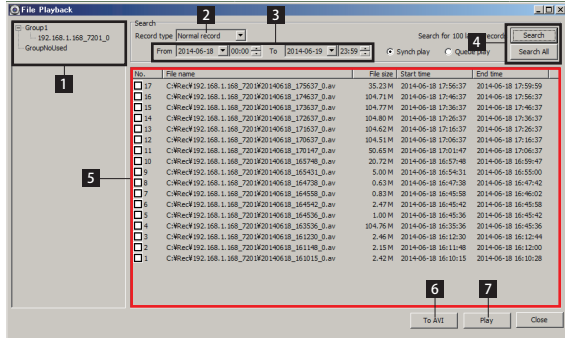 File Playback
2 3
Group1
192.168.1.168_7201_0
GroupNoUsed
1
Search
Record type Normal record
Search for 100
From 2014-06-18 00:00 To 2014-06-19 23:59 Synch play play
4
Search
Search All
No. File name File size Start time End time
17 C:¥Rec¥192.168.1.168_7201¥20140618_175637_0.av 35.23 M 2014-06-18 17:56:37 2014-06-18 17:59:59
16 C:¥Rec¥192.168.1.168_7201¥20140618_174637_0.av 104.71 M 2014-06-18 17:46:37 2014-06-18 17:56:37
15 C:¥Rec¥192.168.1.168_7201¥20140618_173637_0.av 104.77 M 2014-06-18 17:36:37 2014-06-18 17:46:37
14 C:¥Rec¥192.168.1.168_7201¥20140618_172637_0.av 104.80 M 2014-06-18 17:26:37 2014-06-18 17:36:37
13 C:¥Rec¥192.168.1.168_7201¥20140618_171637_0.av 104.62 M 2014-06-18 17:16:37 2014-06-18 17:26:37
12 C:¥Rec¥192.168.1.168_7201¥20140618_170637_0.av 104.51 M 2014-06-18 17:06:37 2014-06-18 17:16:37
11 C:¥Rec¥192.168.1.168_7201¥20140618_170147_0.av 50.65 M 2014-06-18 17:01:47 2014-06-18 17:06:37
10 C:¥Rec¥192.168.1.168_7201¥20140618_165748_0.av 20.72 M 2014-06-18 16:57:48 2014-06-18 16:59:47
9 C:¥Rec¥192.168.1.168_7201¥20140618_165431_0.av 5.00 M 2014-06-18 16:54:31 2014-06-18 16:55:00
8 C:¥Rec¥192.168.1.168_7201¥20140618_164738_0.av 0.63 M 2014-06-18 16:47:38 2014-06-18 16:47:42
7 C:¥Rec¥192.168.1.168_7201¥20140618_164558_0.av 0.83 M 2014-06-18 16:45:58 2014-06-18 16:46:02
6 C:¥Rec¥192.168.1.168_7201¥20140618_164542_0.av 2.47 M 2014-06-18 16:45:42 2014-06-18 16:45:58
5 C:¥Rec¥192.168.1.168_7201¥20140618_164536_0.av 1.00 M 2014-06-18 16:45:36 2014-06-18 16:45:42
4 C:¥Rec¥192.168.1.168_7201¥20140618_163536_0.av 104.76 M 2014-06-18 16:35:36 2014-06-18 16:45:36
3 C:¥Rec¥192.168.1.168_7201¥20140618_161230_0.av 2.46 M 2014-06-18 16:12:30 2014-06-18 16:12:44
2 C:¥Rec¥192.168.1.168_7201¥20140618_161148_0.av 2.15 M 2014-06-18 16:11:48 2014-06-18 16:12:00
1 C:¥Rec¥192.168.1.168_7201¥20140618_161015_0.av 2.42 M 2014-06-18 16:10:15 2014-06-18 16:10:28
5
6 7
To AVI Play Close